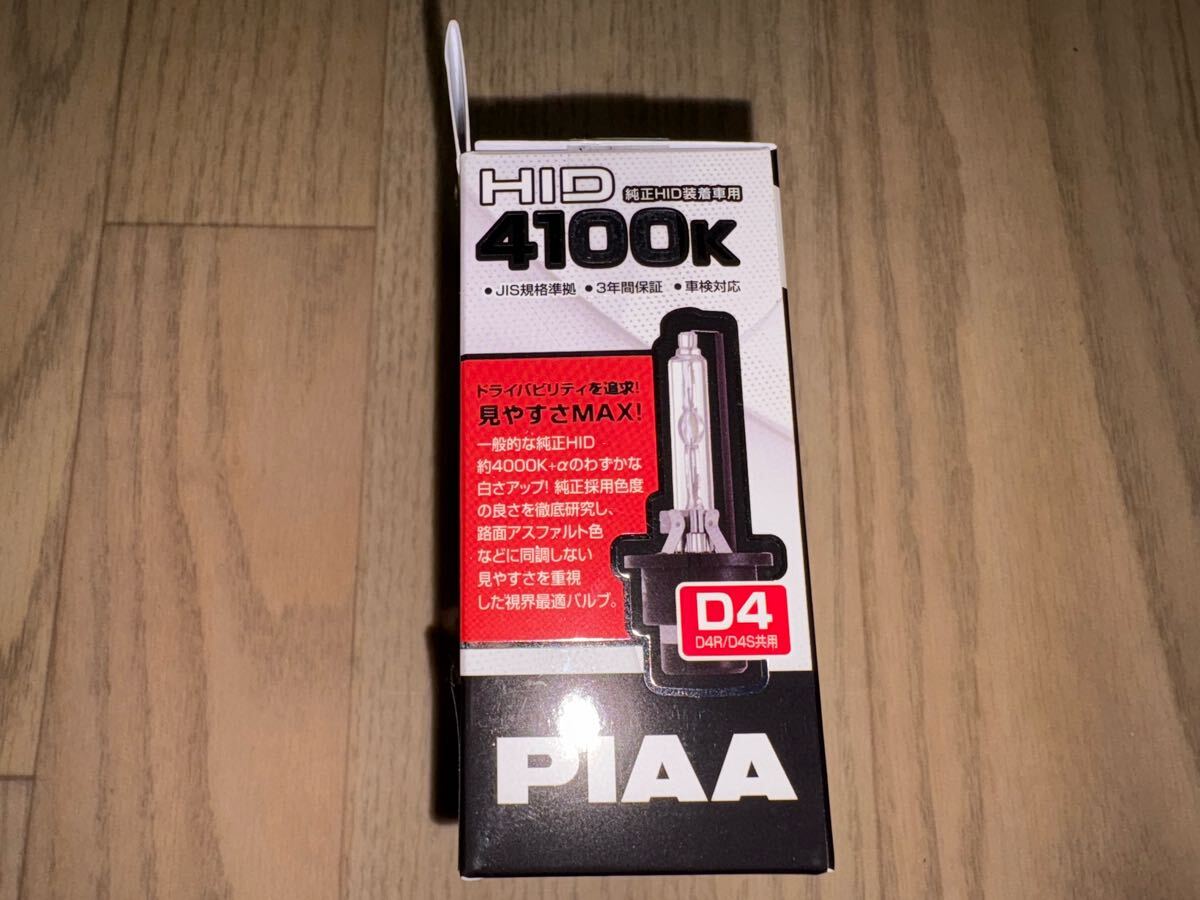 HID 純正HID装着車用
4100K
●JIS規格準拠 ●3年間保証 ●車検対応
ドライバビリティを追求!
見やすさMAX!
一般的な純正HID
約4000K+αのわずかな
白さアップ! 純正採用色度
の良さを徹底研究し、
路面アスファルト色
などに同調しない
見やすさを重視
した視界最適バルブ。
D4
D4R/D4S共用
PIAA